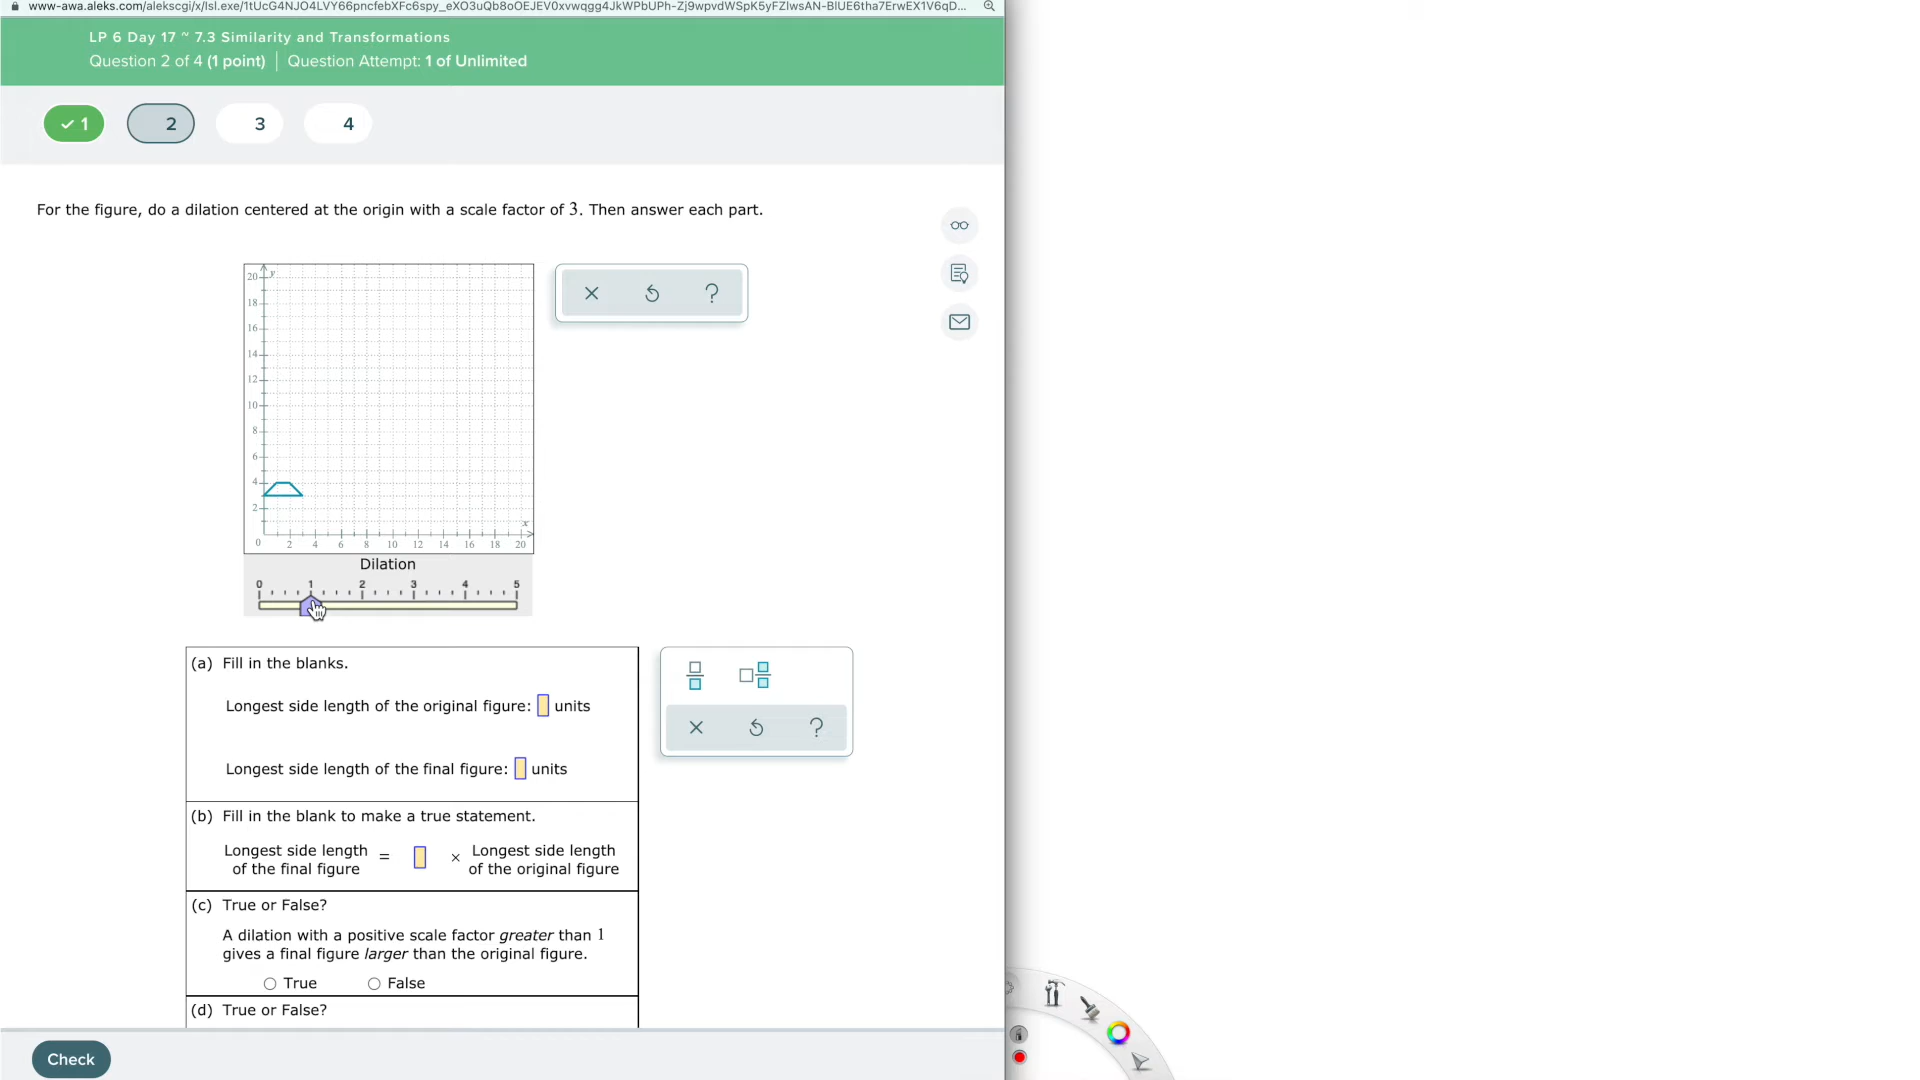 www-awa.aleks.com/alekscgi/x/Isl.exe/1tUcG4NJO4LVY66pncfebXFc6spy_eXO3uQb8oOEJEV0xvwqgg4JkWPbUPh-Zj9wpvdWSpK5yFZIwsAN-BlUE6tha7ErwEX1V6qD...
LP 6 Day 17 ~ 7.3 Similarity and Transformations
Question 2 of 4 (1 point) | Question Attempt: 1 of Unlimited
✓ 1 2 3 4
For the figure, do a dilation centered at the origin with a scale factor of 3. Then answer each part.
y
20
18
16
14
12
10
8
6
4
2
x
0 2 4 6 8 10 12 14 16 18 20
Dilation
0 1 2 3 4 5
× ?
(a) Fill in the blanks.
Longest side length of the original figure: units
Longest side length of the final figure: units
× ?
(b) Fill in the blank to make a true statement.
Longest side length of the final figure = × Longest side length of the original figure
(c) True or False?
A dilation with a positive scale factor greater than 1
gives a final figure larger than the original figure.
True False
(d) True or False?
Check